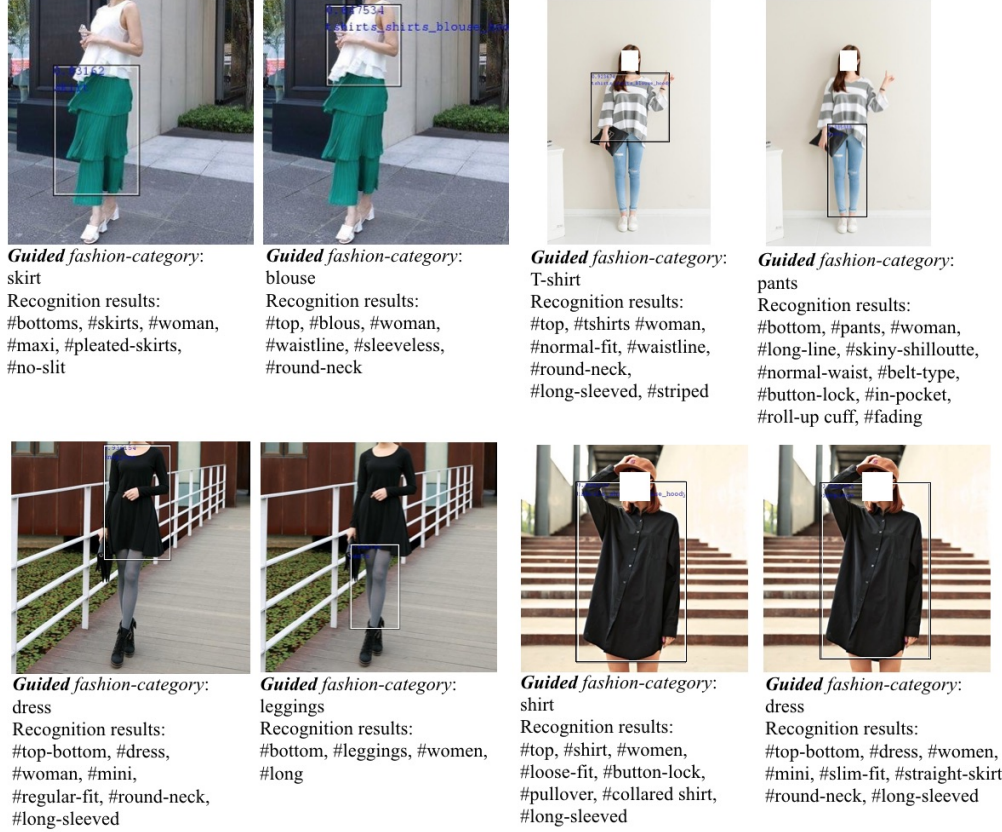 Guided fashion-category:
skirt
Recognition results:
#bottoms, #skirts, #woman,
#maxi, #pleated-skirts,
#no-slit
Guided fashion-category:
blouse
Recognition results:
#top, #blous, #woman,
#waistline, #sleeveless,
#round-neck
Guided fashion-category:
T-shirt
Recognition results:
#top, #tshirts #woman,
#normal-fit, #waistline,
#round-neck,
#long-sleeved, #striped
Guided fashion-category:
pants
Recognition results:
#bottom, #pants, #woman,
#long-line, #skiny-shilloutte,
#normal-waist, #belt-type,
#button-lock, #in-pocket,
#roll-up cuff, #fading
Guided fashion-category:
dress
Recognition results:
#top-bottom, #dress,
#woman, #mini,
#regular-fit, #round-neck,
#long-sleeved
Guided fashion-category:
leggings
Recognition results:
#bottom, #leggings, #women,
#long
Guided fashion-category:
shirt
Recognition results:
#top, #shirt, #women,
#loose-fit, #button-lock,
#pullover, #collared shirt,
#long-sleeved
Guided fashion-category:
dress
Recognition results:
#top-bottom, #dress, #women,
#mini, #slim-fit, #straight-skirt
#round-neck, #long-sleeved